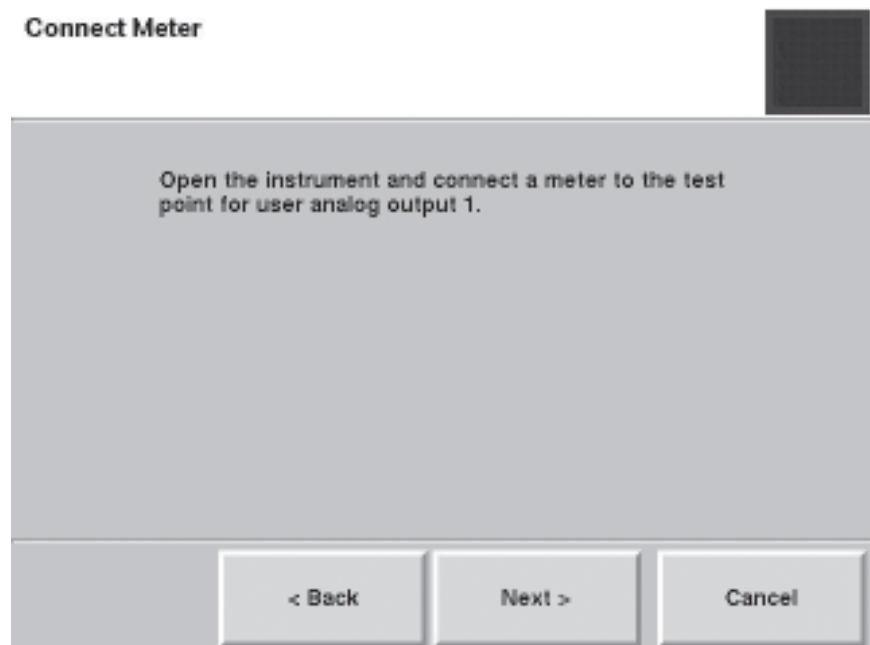 Connect Meter
Open the instrument and connect a meter to the test
point for user analog output 1.
< Back
Next >
Cancel